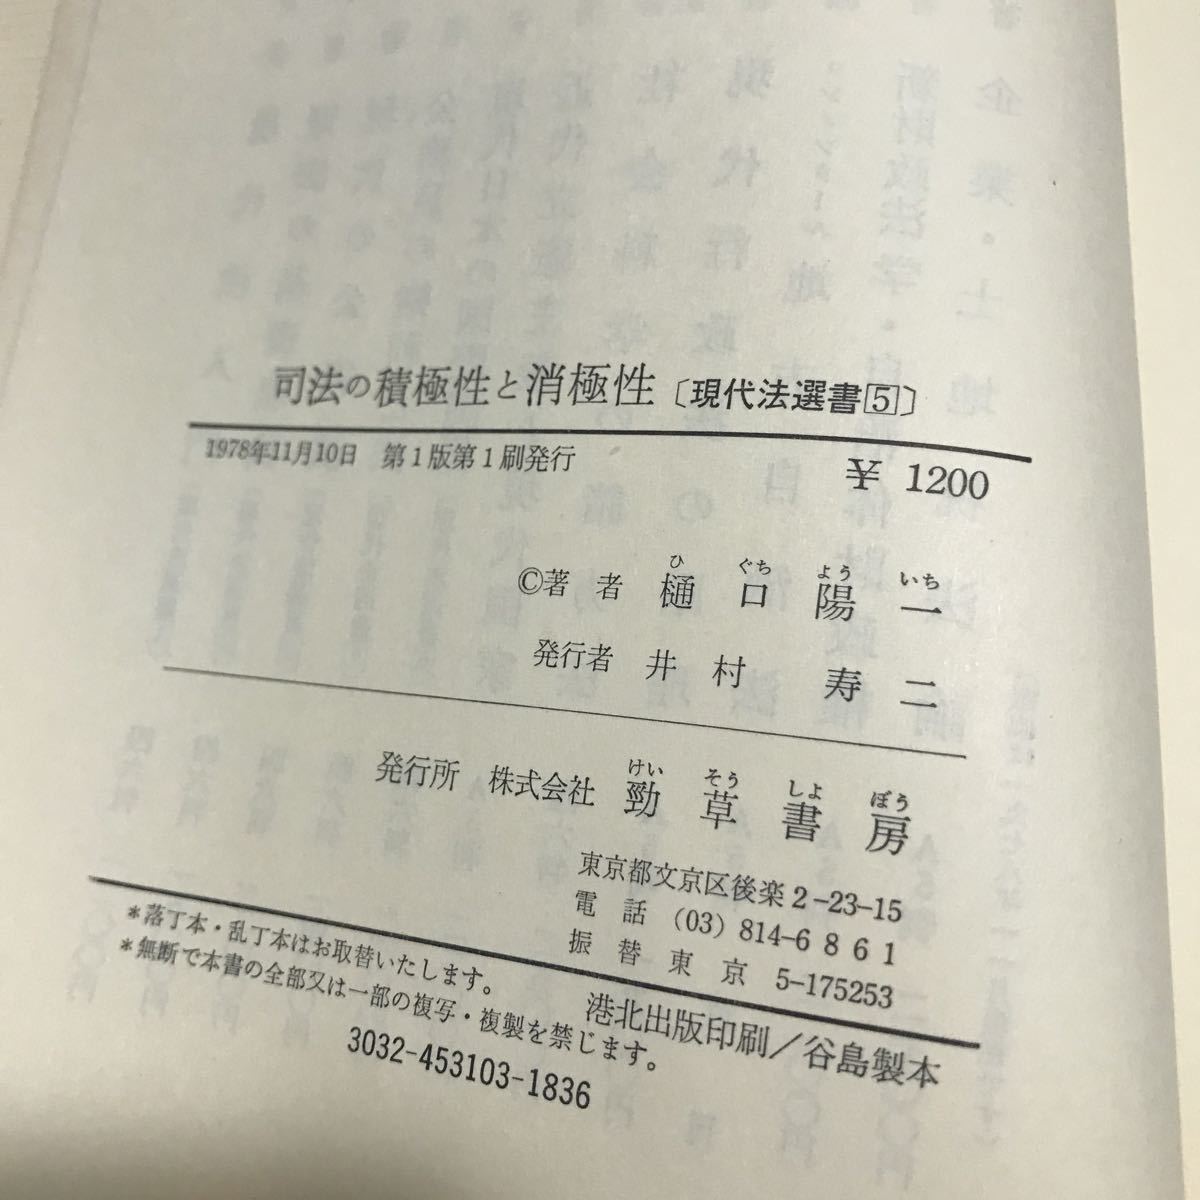 司法の積極性と消極性〔現代法選書5〕
1978年11月10日 第1版第1刷発行 ¥ 1200
ひ ぐち よう いち
©著者 樋口陽一
発行者 井村寿二
けい そう しよ ぼう
発行所 株式会社 勁草書房
東京都文京区後楽2-23-15
電話 (03) 814-6861
振替東京 5-175253
*落丁本・乱丁本はお取替いたします。
*無断で本書の全部又は一部の複写・複製を禁じます。
港北出版印刷/谷島製本
3032-453103-1836